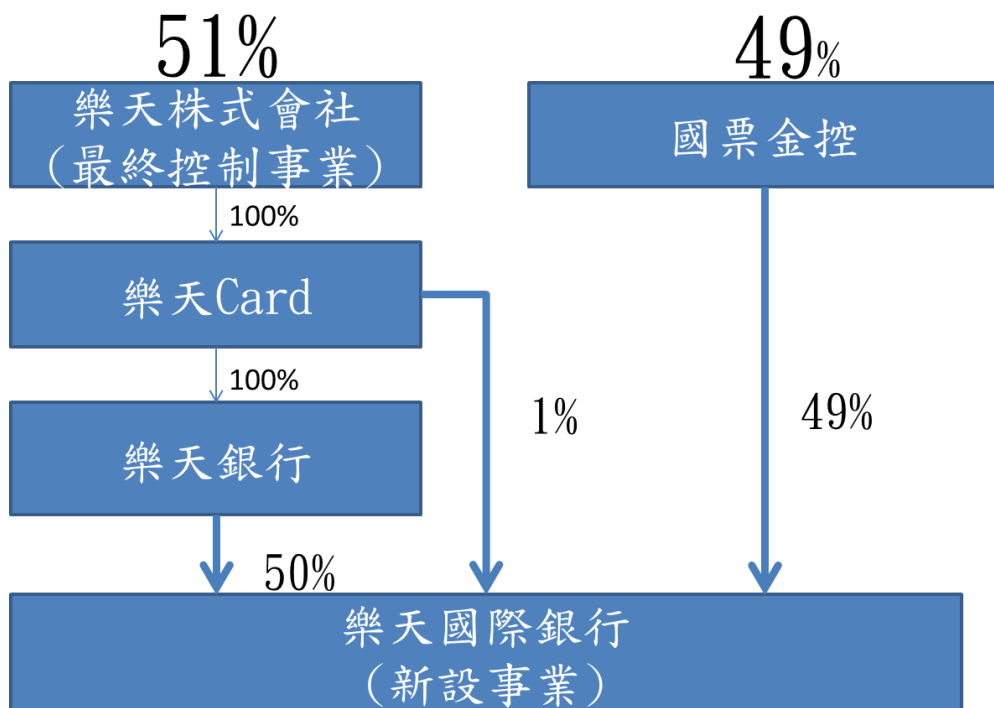 51%
樂天株式會社
(最終控制事業)
100%
樂天Card
100%
樂天銀行
50%
1%
49%
國票金控
49%
樂天國際銀行
(新設事業)